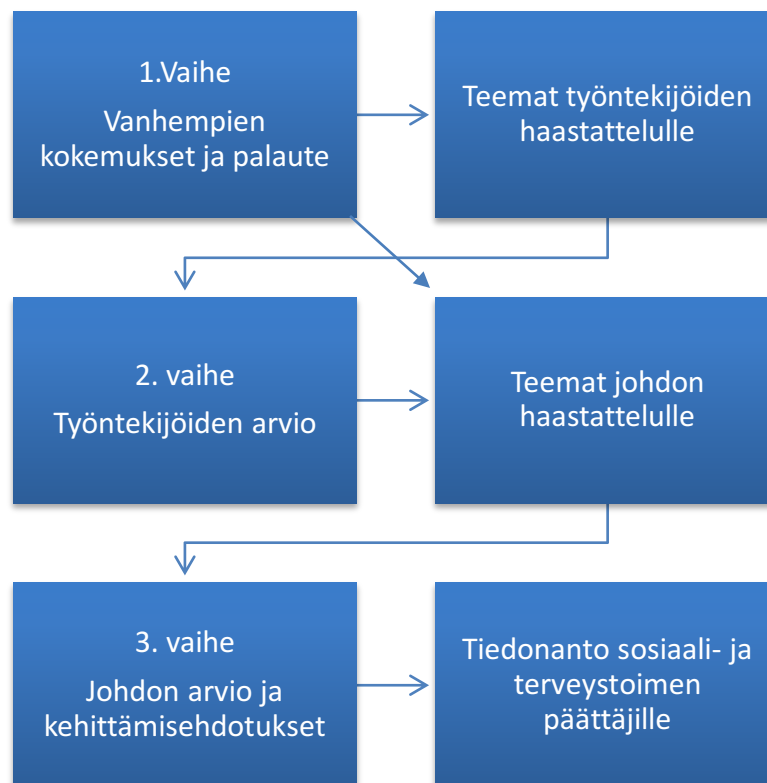 1.Vaihe
Vanhempien
kokemukset ja palaute
Teemat työntekijöiden
haastattelulle
2. vaihe
Työntekijöiden arvio
Teemat johdon
haastattelulle
3. vaihe
Johdon arvio ja
kehittämisehdotukset
Tiedonanto sosiaali- ja
terveystoimen
päättäjille